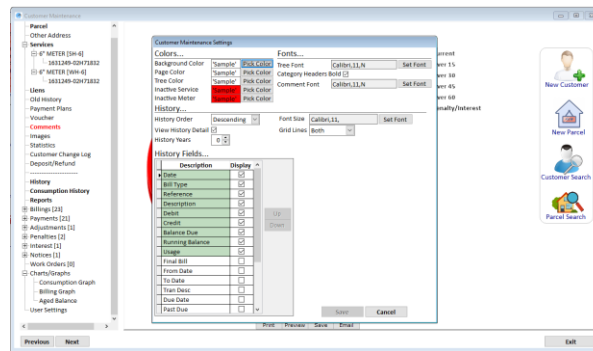 Customer Maintenance
Parcel
Other Address
Services
6" METER [SH-6]
1631249-02H71832
6" METER [WH-6]
1631249-02H71832
Liens
Old History
Payment Plans
Voucher
Comments
Images
Statistics
Customer Change Log
Deposit/Refund
--------------------
History
Consumption History
Reports
Billings [23]
Payments [21]
Adjustments [1]
Penalties [2]
Interest [1]
Notices [1]
Work Orders [0]
Charts/Graphs
Consumption Graph
Billing Graph
Aged Balance
User Settings
Previous Next
Customer Maintenance Settings
Colors...
Background Color 'Sample' Pick Color
Page Color 'Sample' Pick Color
Tree Color 'Sample' Pick Color
Inactive Service 'Sample' Pick Color
Inactive Meter 'Sample' Pick Color
Fonts...
Tree Font Calibri,11,N Set Font
Category Headers Bold
Comment Font Calibri,11,N Set Font
History...
History Order Descending Font Size Calibri,11, Set Font
View History Detail Grid Lines Both
History Years 0
History Fields...
Description Display
Date
Bill Type
Reference
Description
Debit
Credit
Balance Due
Running Balance
Usage
Final Bill
From Date
To Date
Tran Desc
Due Date
Past Due
Up
Down
Save Cancel
Print Preview Save Email
urrent
ver 15
ver 30
ver 45
ver 60
enalty/Interest
New Customer
New Parcel
Customer Search
Parcel Search
Exit